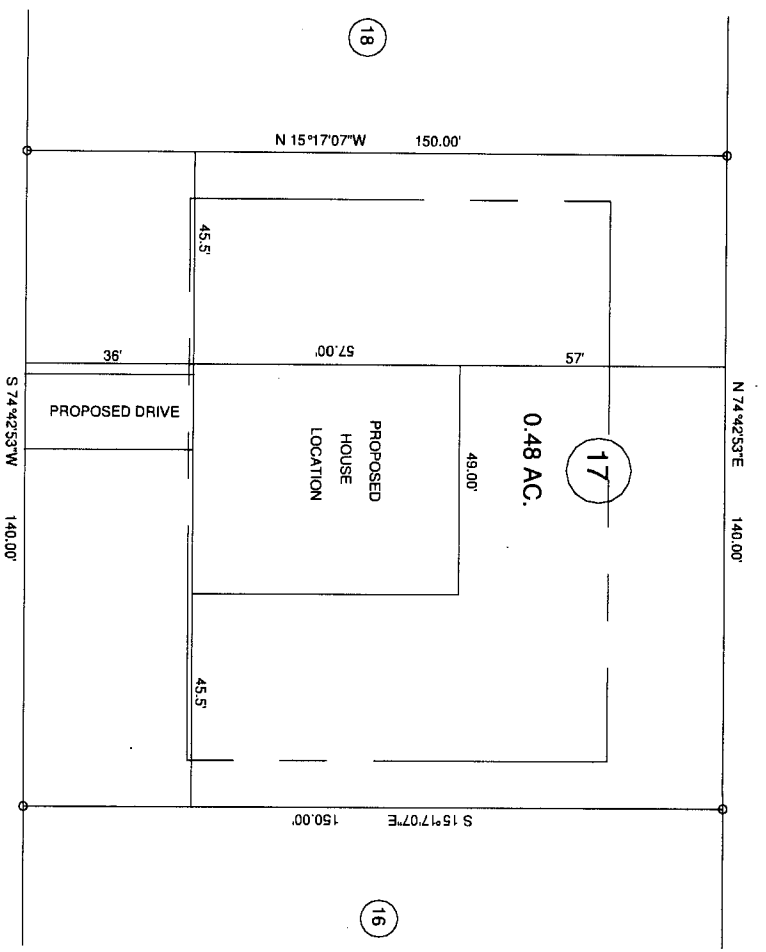 18
N 15°17'07"W 150.00'
N 74°42'53"E 140.00'
45.5'
36'
57.00'
57'
17
0.48 AC.
49.00'
PROPOSED
HOUSE
LOCATION
PROPOSED DRIVE
S 74°42'53"W 140.00'
45.5'
S 15°17'07"E 150.00'
16